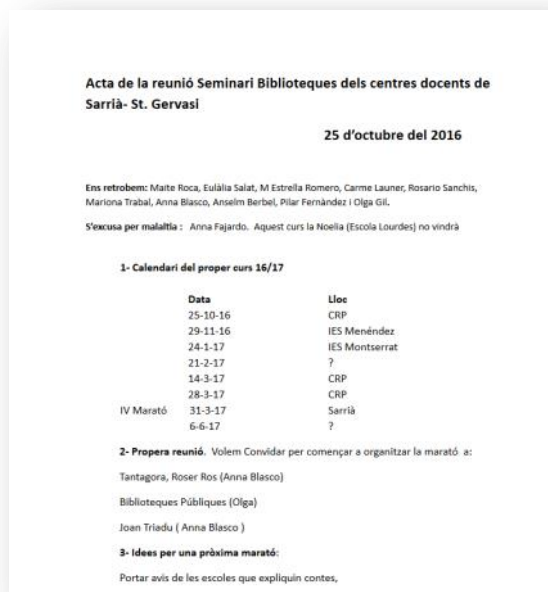 Acta de la reunió Seminari Biblioteques dels centres docents de
Sarrià- St. Gervasi
25 d'octubre del 2016
Ens retrobem: Maite Roca, Eulàlia Salat, M Estrella Romero, Carme Launer, Rosario Sanchis,
Mariona Trabal, Anna Blasco, Anselm Berbel, Pilar Fernàndez i Olga Gil.
S'excusa per malaltia : Anna Fajardo. Aquest curs la Noelia (Escola Lourdes) no vindrà
1- Calendari del proper curs 16/17
Data Lloc
25-10-16 CRP
29-11-16 IES Menéndez
24-1-17 IES Montserrat
21-2-17 ?
14-3-17 CRP
28-3-17 CRP
IV Marató 31-3-17 Sarrià
6-6-17 ?
2- Propera reunió. Volem Convidar per començar a organitzar la marató a:
Tantagora, Roser Ros (Anna Blasco)
Biblioteques Públiques (Olga)
Joan Triadu ( Anna Blasco )
3- Idees per una pròxima marató:
Portar avis de les escoles que expliquin contes,